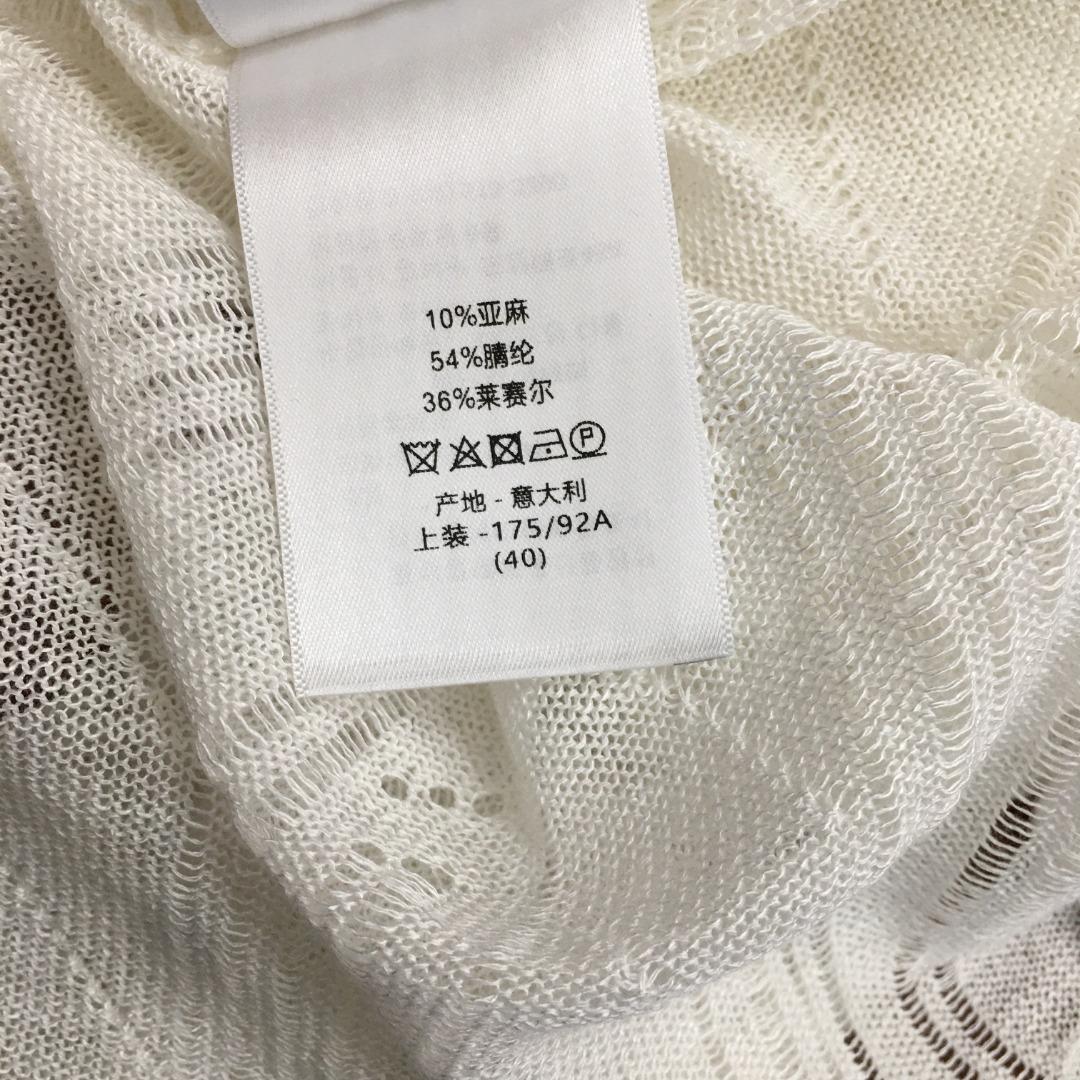 10%亚麻
54%腈纶
36%莱赛尔
P
产地 - 意大利
上装 -175/92A
(40)